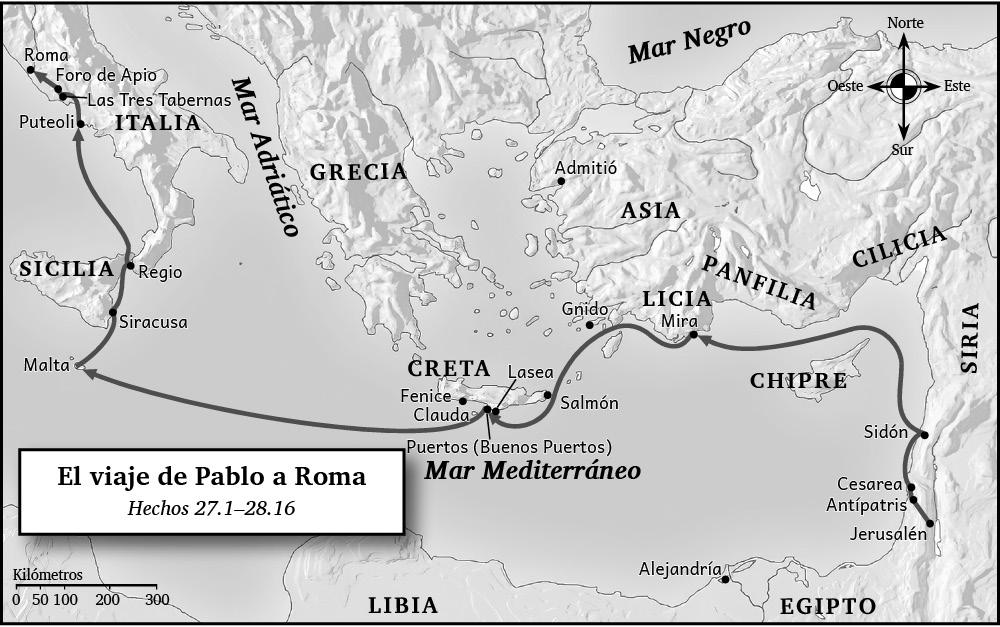 Norte
Mar Negro
Roma
Foro de Apio
Oeste
Este
Las Tres Tabernas
Puteoli
ITALIA
Mar Adriático
Sur
GRECIA
Admitió
ASIA
CILICIA
SICILIA
Regio
PANFILIA
LICIA
Gnido
Mira
Siracusa
SIRIA
Malta
CRETA
Lasea
CHIPRE
Fenice
Salmón
Clauda
Sidón
Puertos (Buenos Puertos)
Mar Mediterráneo
El viaje de Pablo a Roma
Hechos 27.1–28.16
Cesarea
Antípatris
Jerusalén
Alejandría
Kilómetros
0 50 100 200 300
LIBIA
EGIPTO